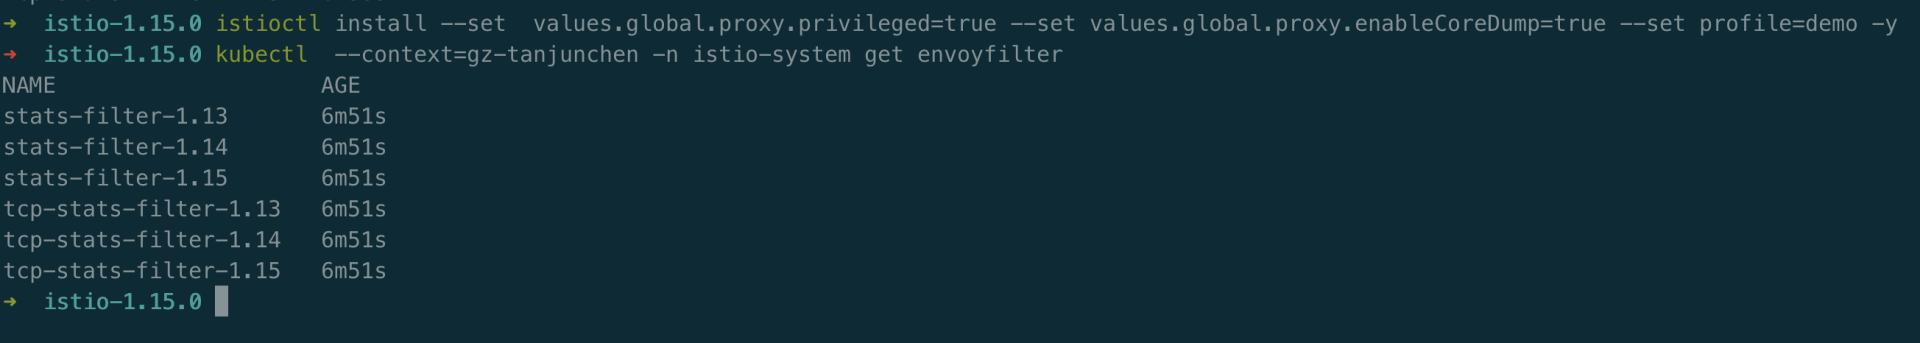 ➜ istio-1.15.0 istioctl install --set  values.global.proxy.privileged=true --set values.global.proxy.enableCoreDump=true --set profile=demo -y
➜ istio-1.15.0 kubectl  --context=gz-tanjunchen -n istio-system get envoyfilter
NAME                    AGE
stats-filter-1.13       6m51s
stats-filter-1.14       6m51s
stats-filter-1.15       6m51s
tcp-stats-filter-1.13   6m51s
tcp-stats-filter-1.14   6m51s
tcp-stats-filter-1.15   6m51s
➜ istio-1.15.0